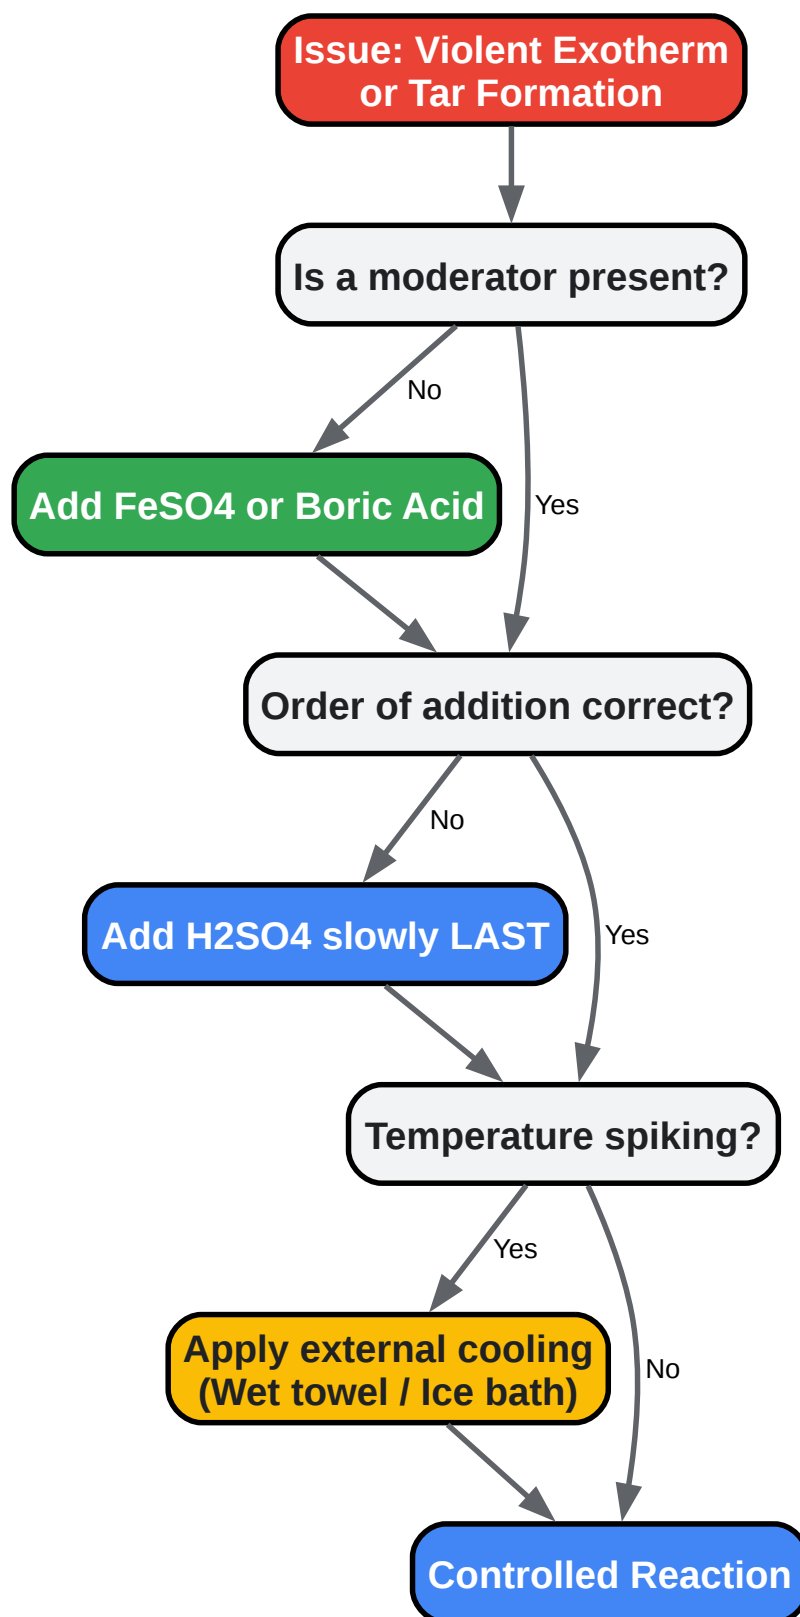 Issue: Violent Exotherm
or Tar Formation
Is a moderator present?
No
Add FeSO4 or Boric Acid
Yes
Order of addition correct?
No
Add H2SO4 slowly LAST
Yes
Temperature spiking?
Yes
Apply external cooling
(Wet towel / Ice bath)
No
Controlled Reaction